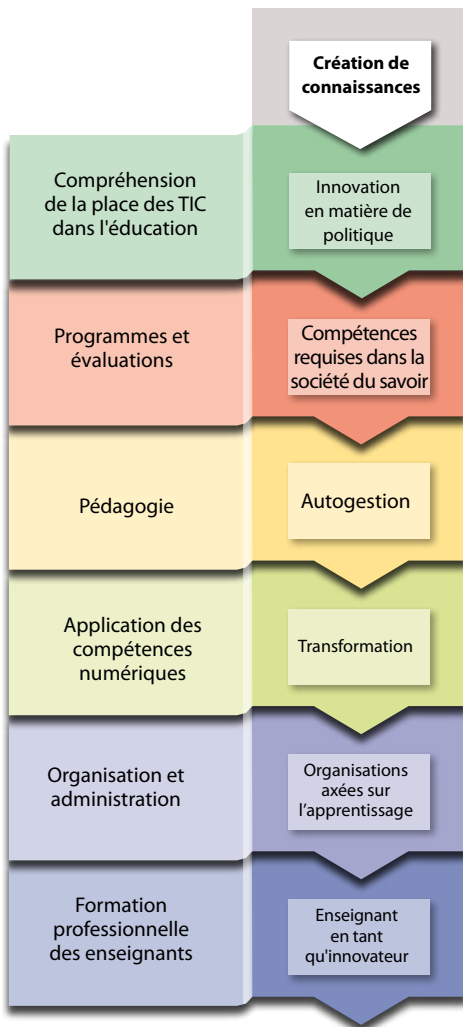 Création de
connaissances
Compréhension
de la place des TIC
dans l'éducation
Innovation
en matière de
politique
Programmes et
évaluations
Compétences
requises dans la
société du savoir
Pédagogie
Autogestion
Application des
compétences
numériques
Transformation
Organisation et
administration
Organisations
axées sur
l’apprentissage
Formation
professionnelle
des enseignants
Enseignant
en tant
qu'innovateur